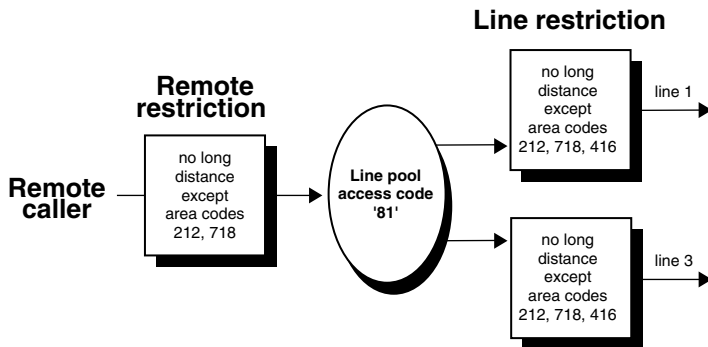 Line restriction
Remote
restriction
no long
distance
except
area codes
212, 718, 416
line 1
Remote
caller
no long
distance
except
area codes
212, 718
Line pool
access code
'81'
no long
distance
except
area codes
212, 718, 416
line 3